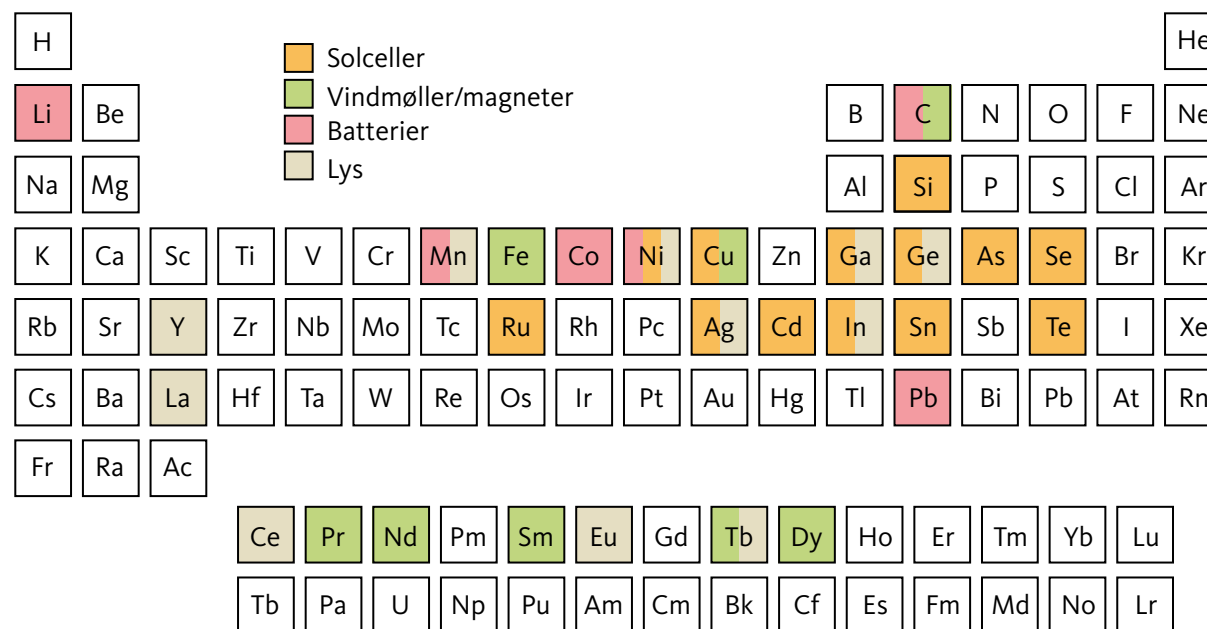 H He
Solceller
Vindmøller/magneter
Batterier
Lys
Li Be B C N O F Ne
Na Mg Al Si P S Cl Ar
K Ca Sc Ti V Cr Mn Fe Co Ni Cu Zn Ga Ge As Se Br Kr
Rb Sr Y Zr Nb Mo Tc Ru Rh Pc Ag Cd In Sn Sb Te I Xe
Cs Ba La Hf Ta W Re Os Ir Pt Au Hg Tl Pb Bi Pb At Rn
Fr Ra Ac
Ce Pr Nd Pm Sm Eu Gd Tb Dy Ho Er Tm Yb Lu
Tb Pa U Np Pu Am Cm Bk Cf Es Fm Md No Lr